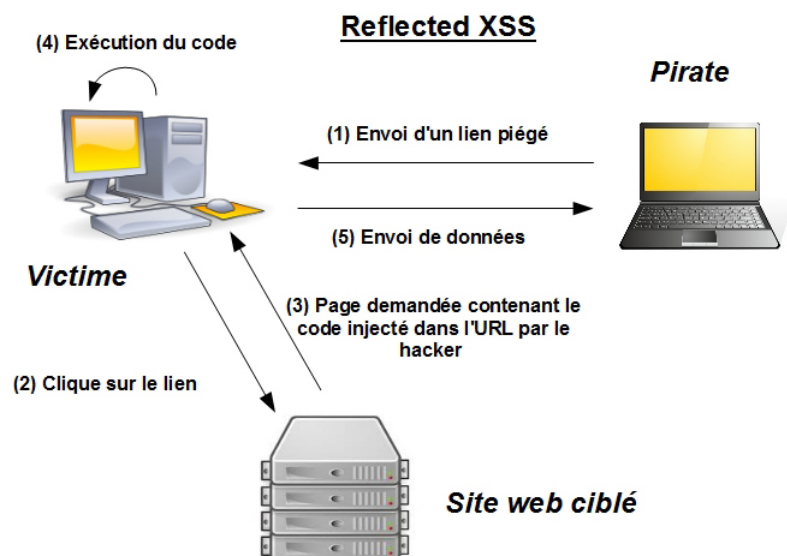 Reflected XSS
(4) Exécution du code
Pirate
(1) Envoi d'un lien piégé
(5) Envoi de données
Victime
(3) Page demandée contenant le
code injecté dans l'URL par le
hacker
(2) Clique sur le lien
Site web ciblé